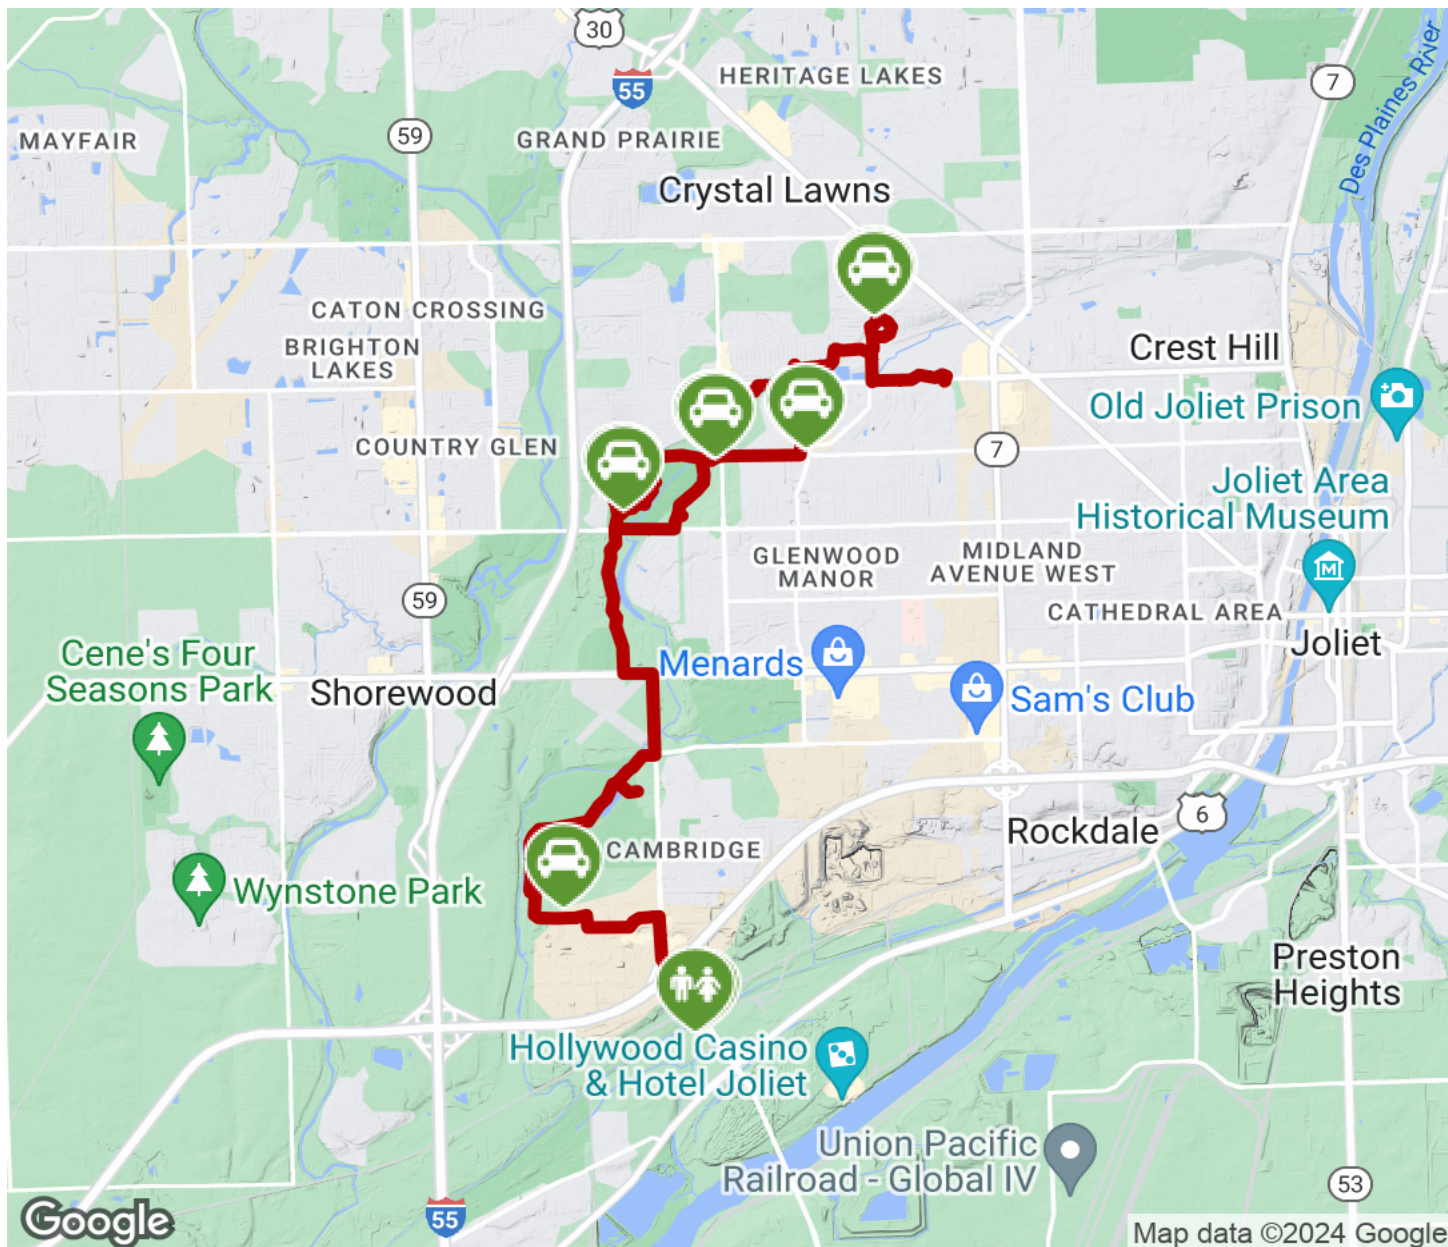 30
HERITAGE LAKES
7
55
Des Plaines River
MAYFAIR
59
GRAND PRAIRIE
Crystal Lawns
CATON CROSSING
BRIGHTON
LAKES
Crest Hill
Old Joliet Prison
COUNTRY GLEN
7
Joliet Area
Historical Museum
GLENWOOD
MANOR
MIDLAND
AVENUE WEST
59
CATHEDRAL AREA
M
Joliet
Cene's Four
Seasons Park
Menards
Shorewood
Sam's Club
6
Rockdale
CAMBRIDGE
Wynstone Park
Preston
Heights
Hollywood Casino
& Hotel Joliet
Union Pacific
Railroad - Global IV
53
55
Google
Map data ©2024 Google